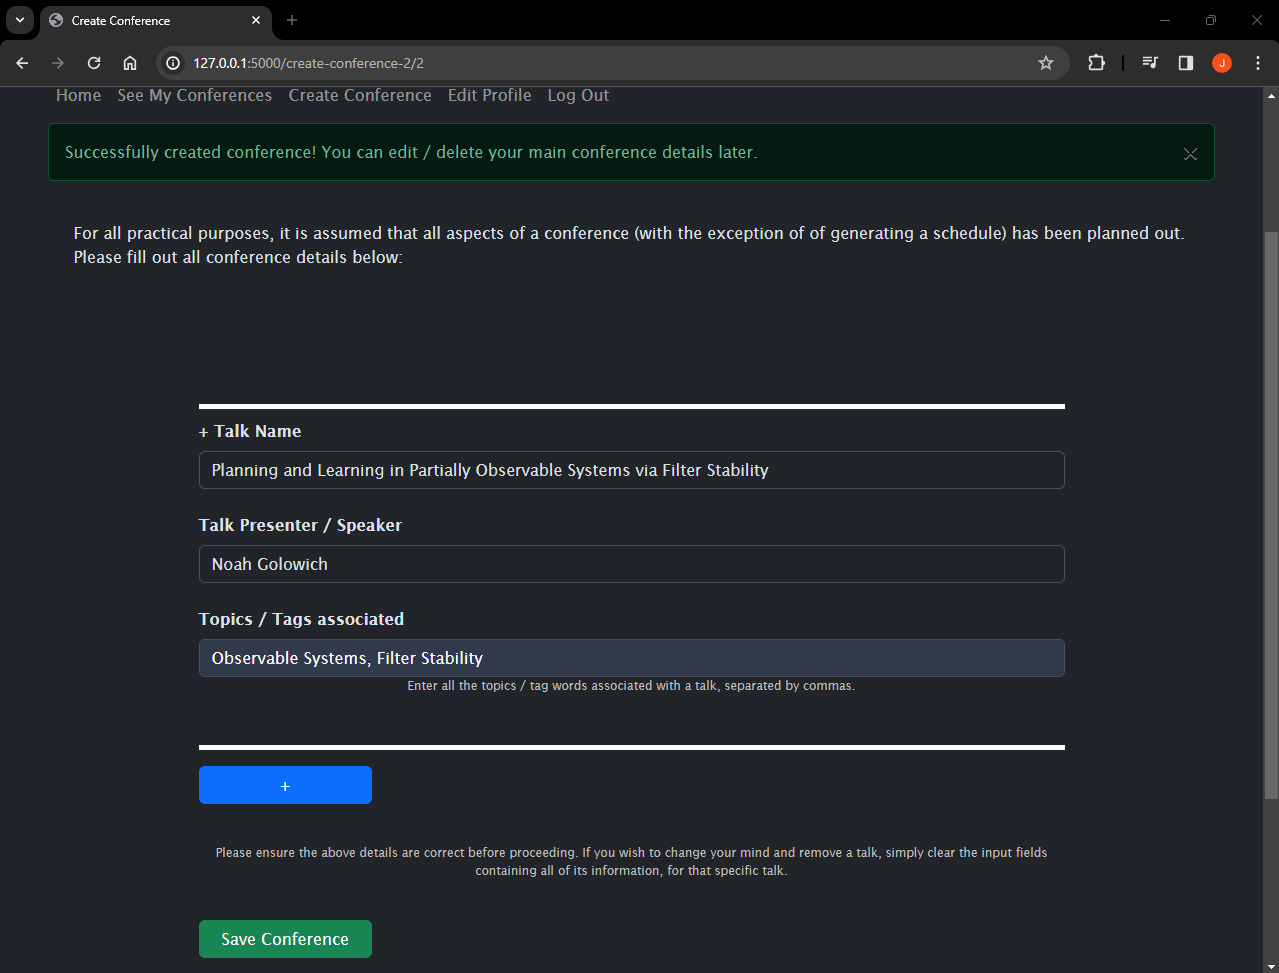 Create Conference
127.0.0.1:5000/create-conference-2/2
J
Home See My Conferences Create Conference Edit Profile Log Out
Successfully created conference! You can edit / delete your main conference details later.
For all practical purposes, it is assumed that all aspects of a conference (with the exception of of generating a schedule) has been planned out.
Please fill out all conference details below:
+ Talk Name
Planning and Learning in Partially Observable Systems via Filter Stability
Talk Presenter / Speaker
Noah Golowich
Topics / Tags associated
Observable Systems, Filter Stability
Enter all the topics / tag words associated with a talk, separated by commas.
+
Please ensure the above details are correct before proceeding. If you wish to change your mind and remove a talk, simply clear the input fields
containing all of its information, for that specific talk.
Save Conference